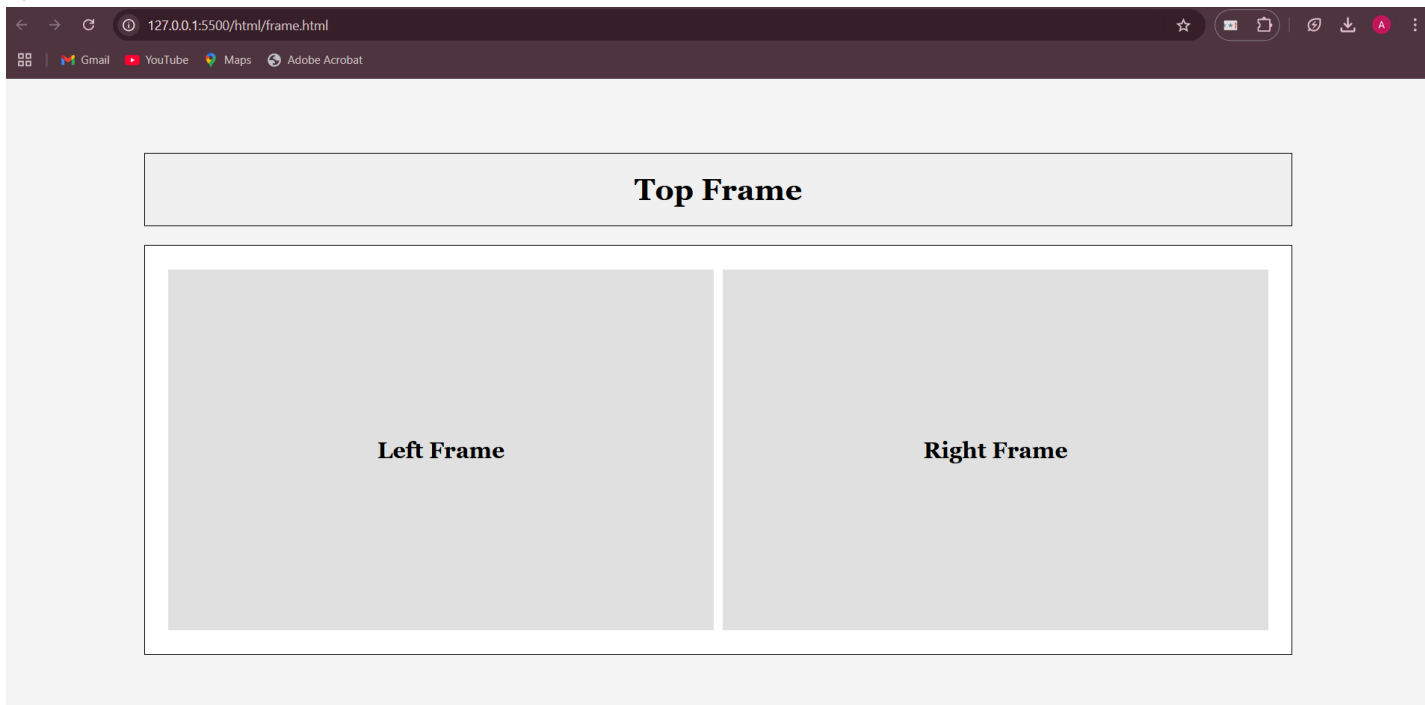 127.0.0.1:5500/html/frame.html
A
Gmail YouTube Maps Adobe Acrobat
Top Frame
Left Frame Right Frame